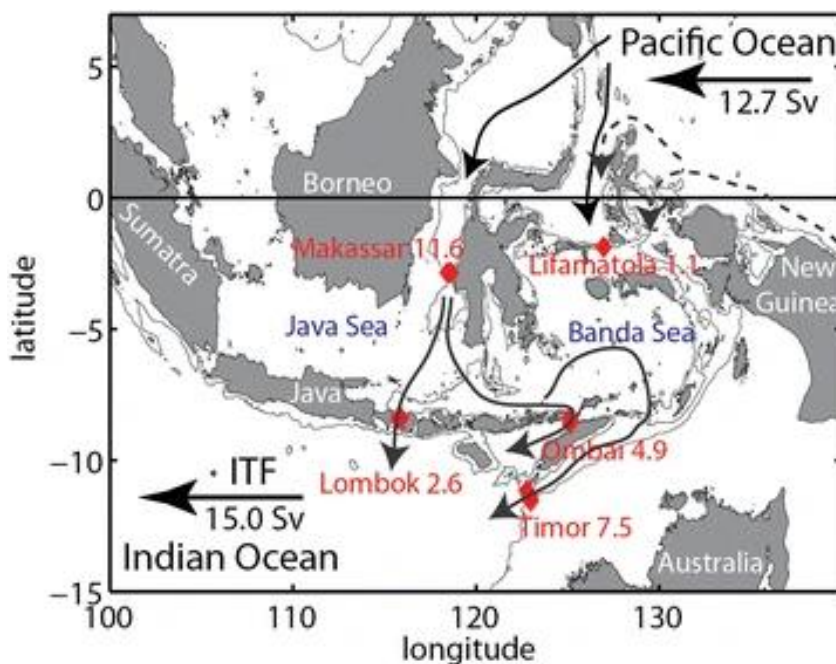 Pacific Ocean
12.7 Sv
5
Borneo
0
Sumatra
Makassar 11.6
Lifamatola 1.1
New
Guinea
latitude
Java Sea
Banda Sea
−5
Java
Ombai 4.9
−10
ITF
Lombok 2.6
15.0 Sv
Timor 7.5
Indian Ocean
Australia
−15
100
110
120
130
longitude